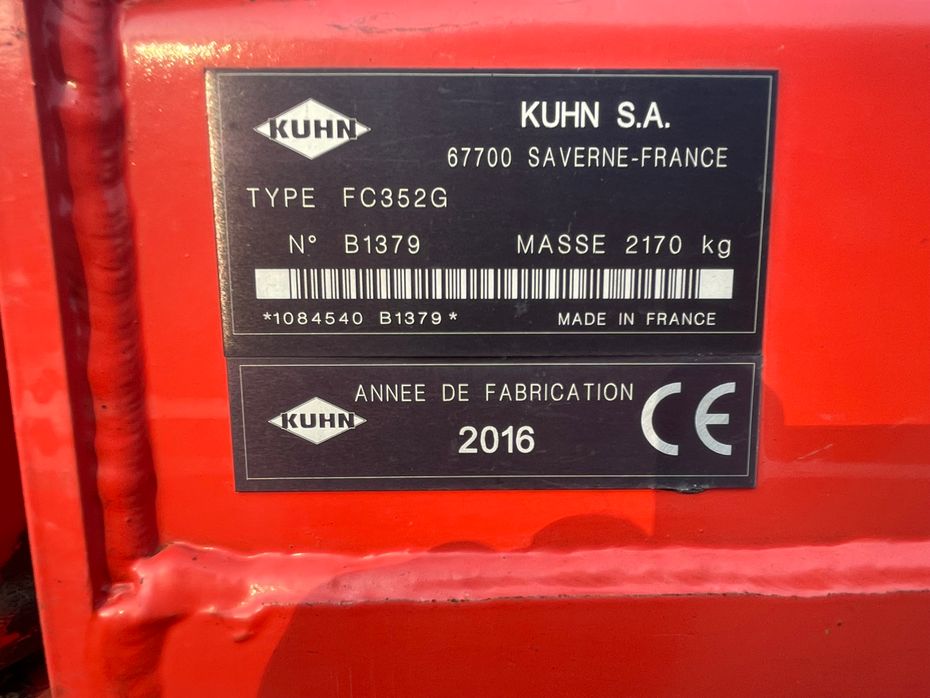 KUHN
KUHN S.A.
67700 SAVERNE-FRANCE
TYPE FC352G
N° B1379 MASSE 2170 kg
*1084540 B1379*
MADE IN FRANCE
KUHN
ANNEE DE FABRICATION
2016
CE